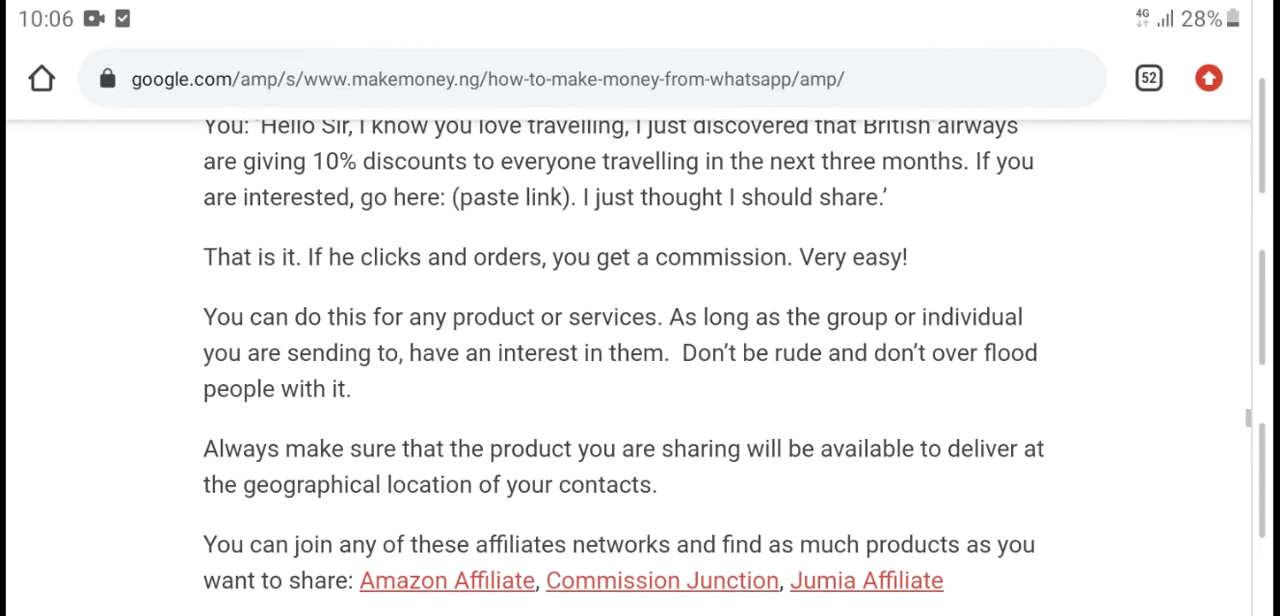 10:06
4G
28%
google.com/amp/s/www.makemoney.ng/how-to-make-money-from-whatsapp/amp/
52
You: ‘Hello Sir, I know you love travelling, I just discovered that British airways
are giving 10% discounts to everyone travelling in the next three months. If you
are interested, go here: (paste link). I just thought I should share.’
That is it. If he clicks and orders, you get a commission. Very easy!
You can do this for any product or services. As long as the group or individual
you are sending to, have an interest in them.  Don’t be rude and don’t over flood
people with it.
Always make sure that the product you are sharing will be available to deliver at
the geographical location of your contacts.
You can join any of these affiliates networks and find as much products as you
want to share: Amazon Affiliate, Commission Junction, Jumia Affiliate